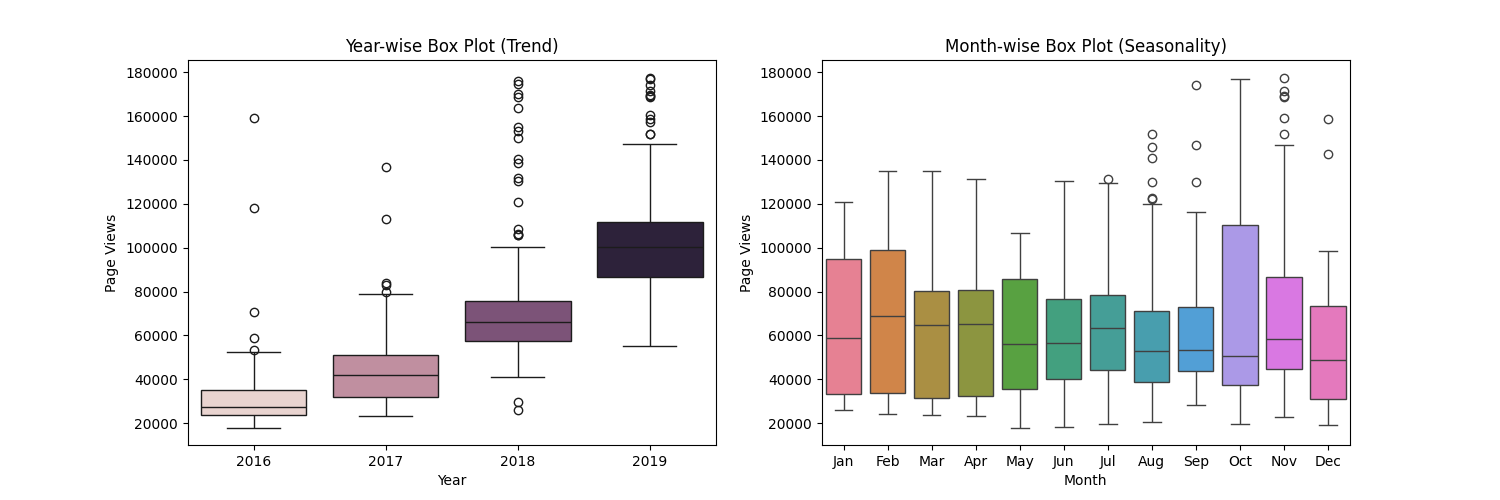 Year-wise Box Plot (Trend)
180000
160000
140000
120000
100000
80000
60000
40000
20000
Page Views
2016 2017 2018 2019
Year
Month-wise Box Plot (Seasonality)
180000
160000
140000
120000
100000
80000
60000
40000
20000
Page Views
Jan Feb Mar Apr May Jun Jul Aug Sep Oct Nov Dec
Month